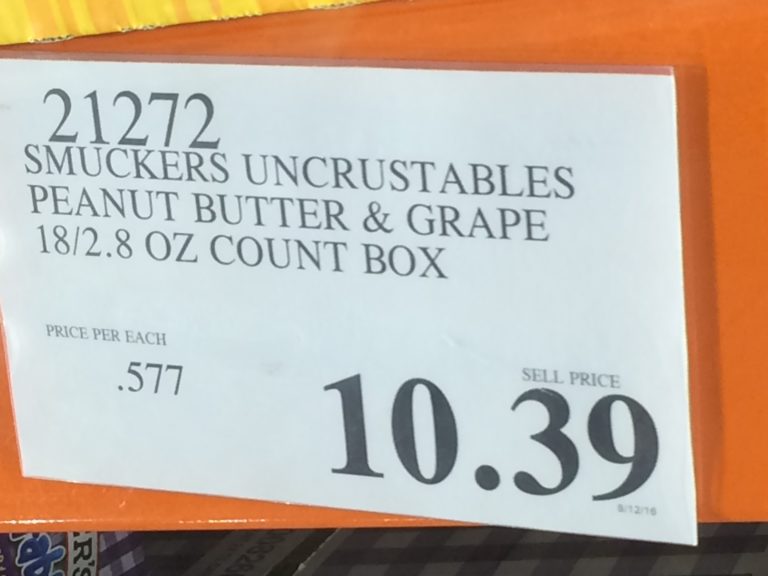 21272
SMUCKERS UNCRUSTABLES
PEANUT BUTTER & GRAPE
18/2.8 OZ COUNT BOX
PRICE PER EACH
.577
SELL PRICE
10.39
9/12/16
R'S